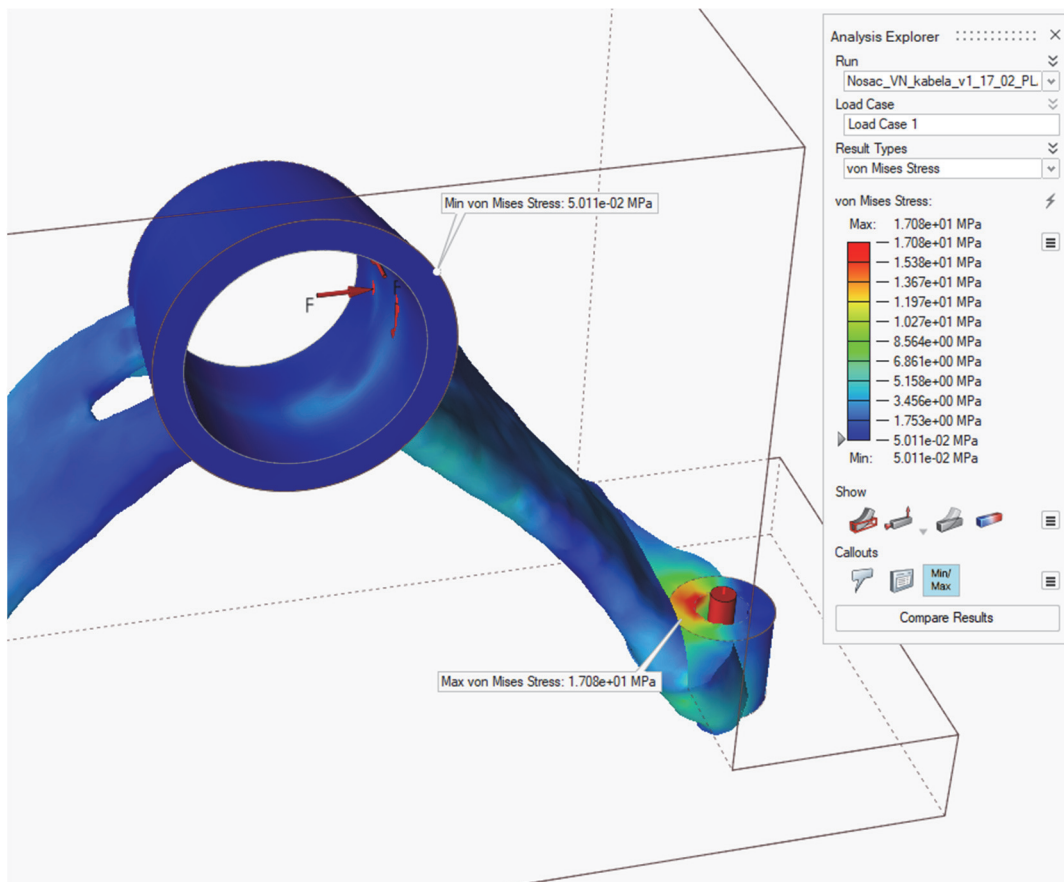 Analysis Explorer
Run
Nosac_VN_kabela_v1_17_02_PL.
Load Case
Load Case 1
Result Types
von Mises Stress
von Mises Stress:
Max: 1.708e+01 MPa
1.708e+01 MPa
1.538e+01 MPa
1.367e+01 MPa
1.197e+01 MPa
1.027e+01 MPa
8.564e+00 MPa
6.861e+00 MPa
5.158e+00 MPa
3.456e+00 MPa
1.753e+00 MPa
5.011e-02 MPa
Min: 5.011e-02 MPa
Show
Callouts
Min/
Max
Compare Results
Min von Mises Stress: 5.011e-02 MPa
F
F
Max von Mises Stress: 1.708e+01 MPa